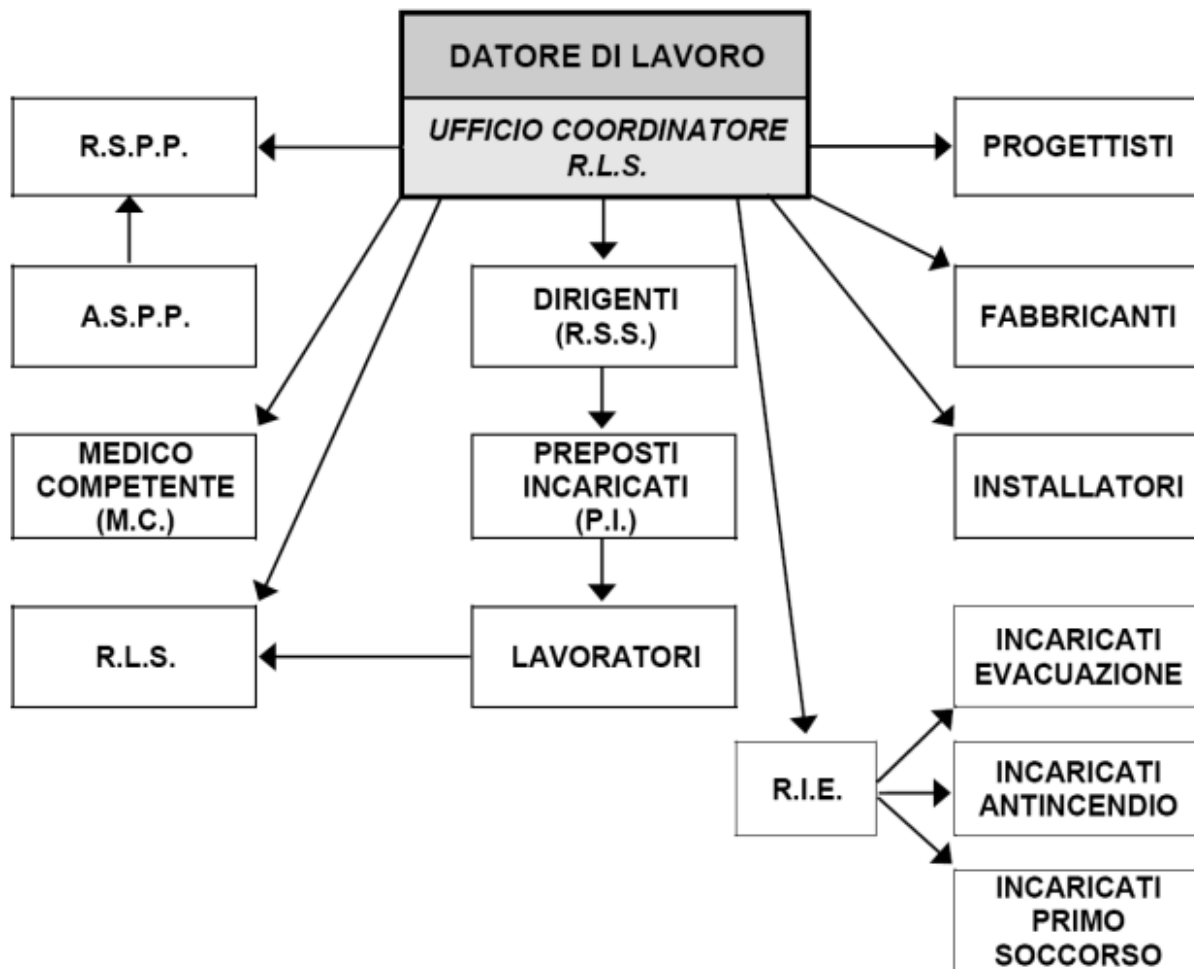 DATORE DI LAVORO
UFFICIO COORDINATORE
R.L.S.
R.S.P.P.
PROGETTISTI
A.S.P.P.
DIRIGENTI
(R.S.S.)
FABBRICANTI
MEDICO
COMPETENTE
(M.C.)
PREPOSTI
INCARICATI
(P.I.)
INSTALLATORI
R.L.S.
LAVORATORI
INCARICATI
EVACUAZIONE
R.I.E.
INCARICATI
ANTINCENDIO
INCARICATI
PRIMO
SOCCORSO